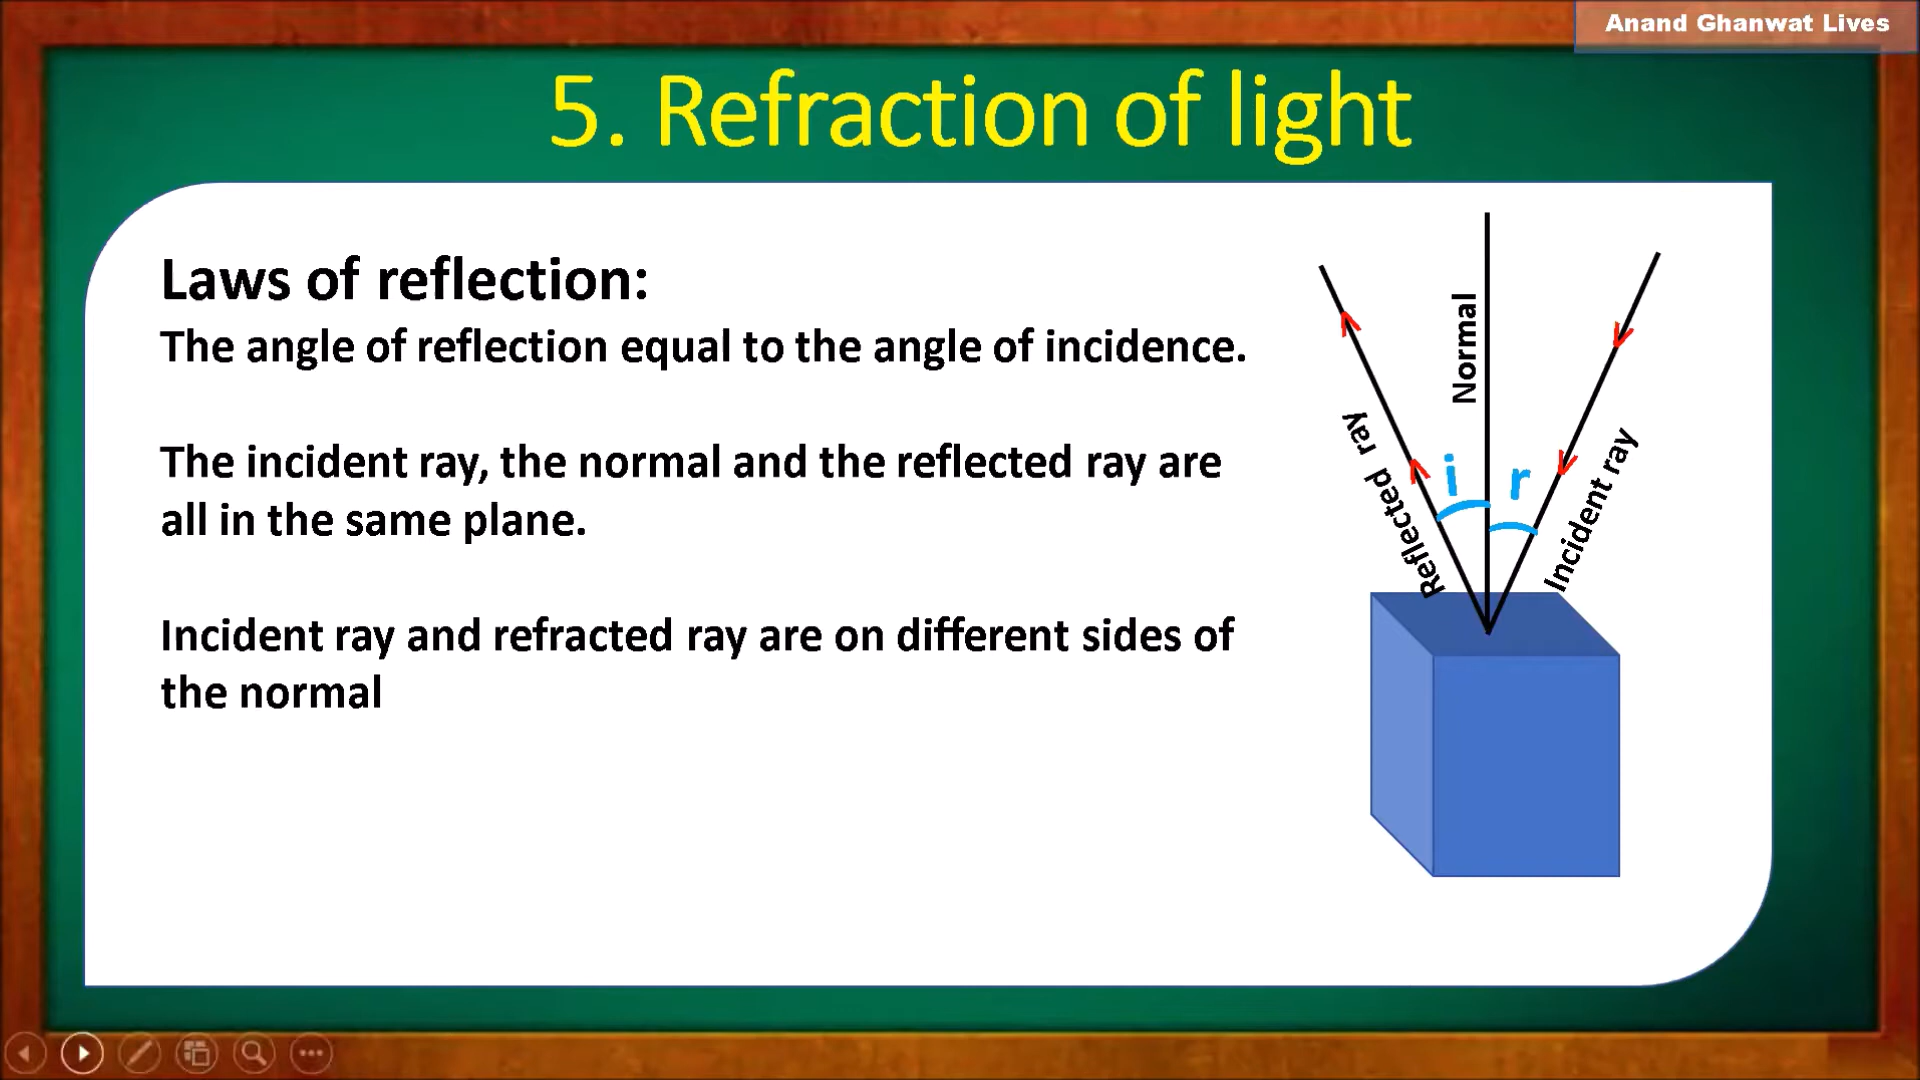 Anand Ghanwat Lives
5. Refraction of light
Laws of reflection:
The angle of reflection equal to the angle of incidence.
The incident ray, the normal and the reflected ray are
all in the same plane.
Incident ray and refracted ray are on different sides of
the normal
Normal
Reflected ray
i
r
Incident ray